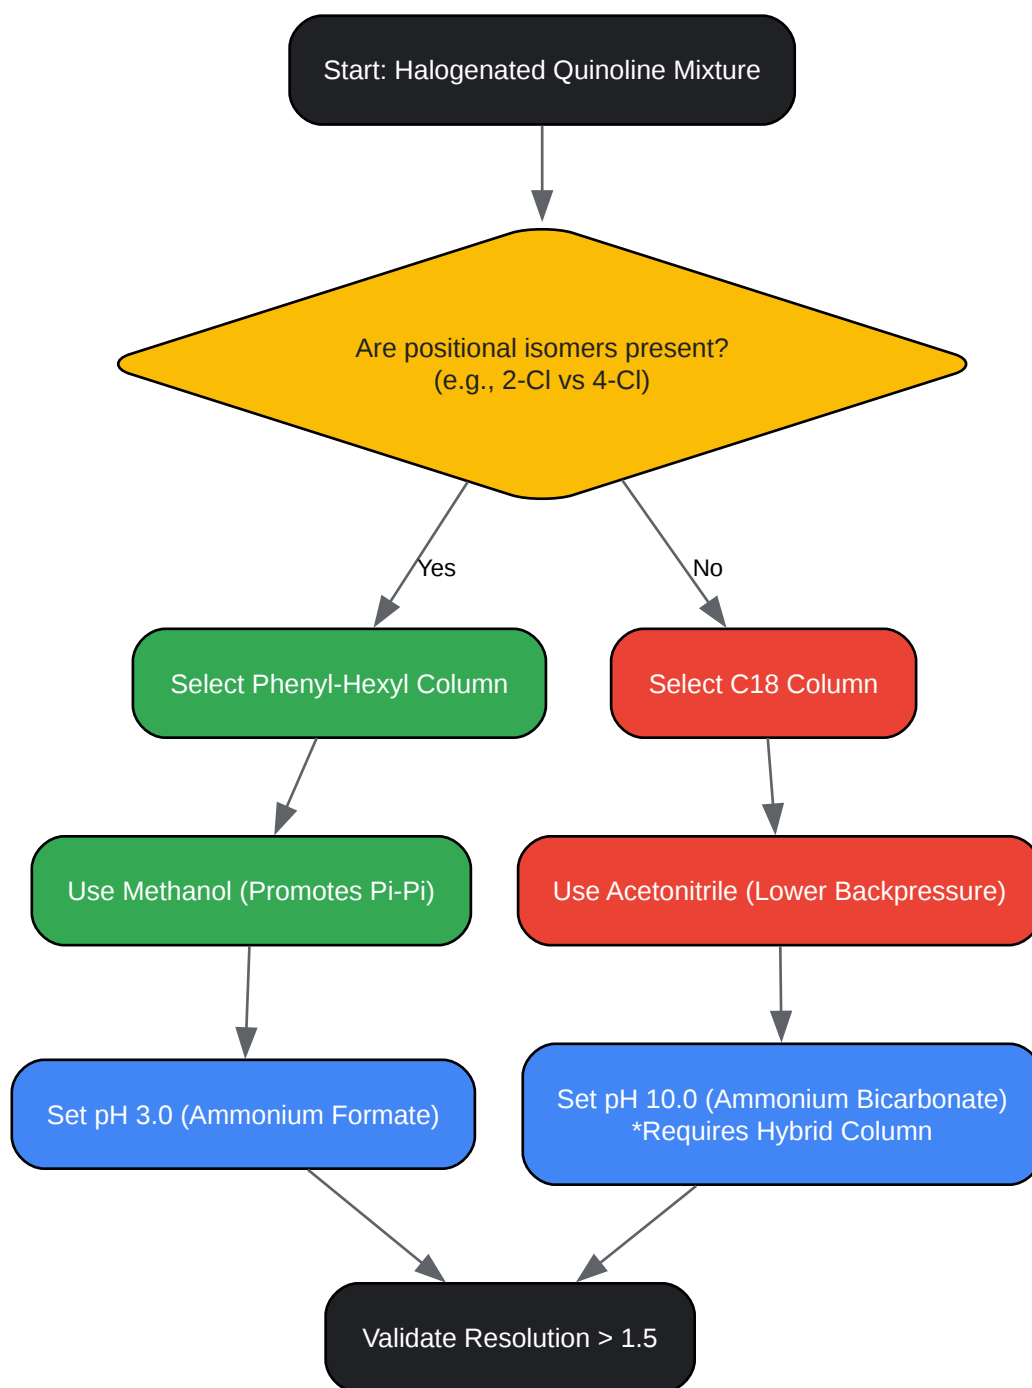 Start: Halogenated Quinoline Mixture
Are positional isomers present?
(e.g., 2-Cl vs 4-Cl)
Yes
No
Select Phenyl-Hexyl Column
Select C18 Column
Use Methanol (Promotes Pi-Pi)
Use Acetonitrile (Lower Backpressure)
Set pH 3.0 (Ammonium Formate)
Set pH 10.0 (Ammonium Bicarbonate)
*Requires Hybrid Column
Validate Resolution > 1.5